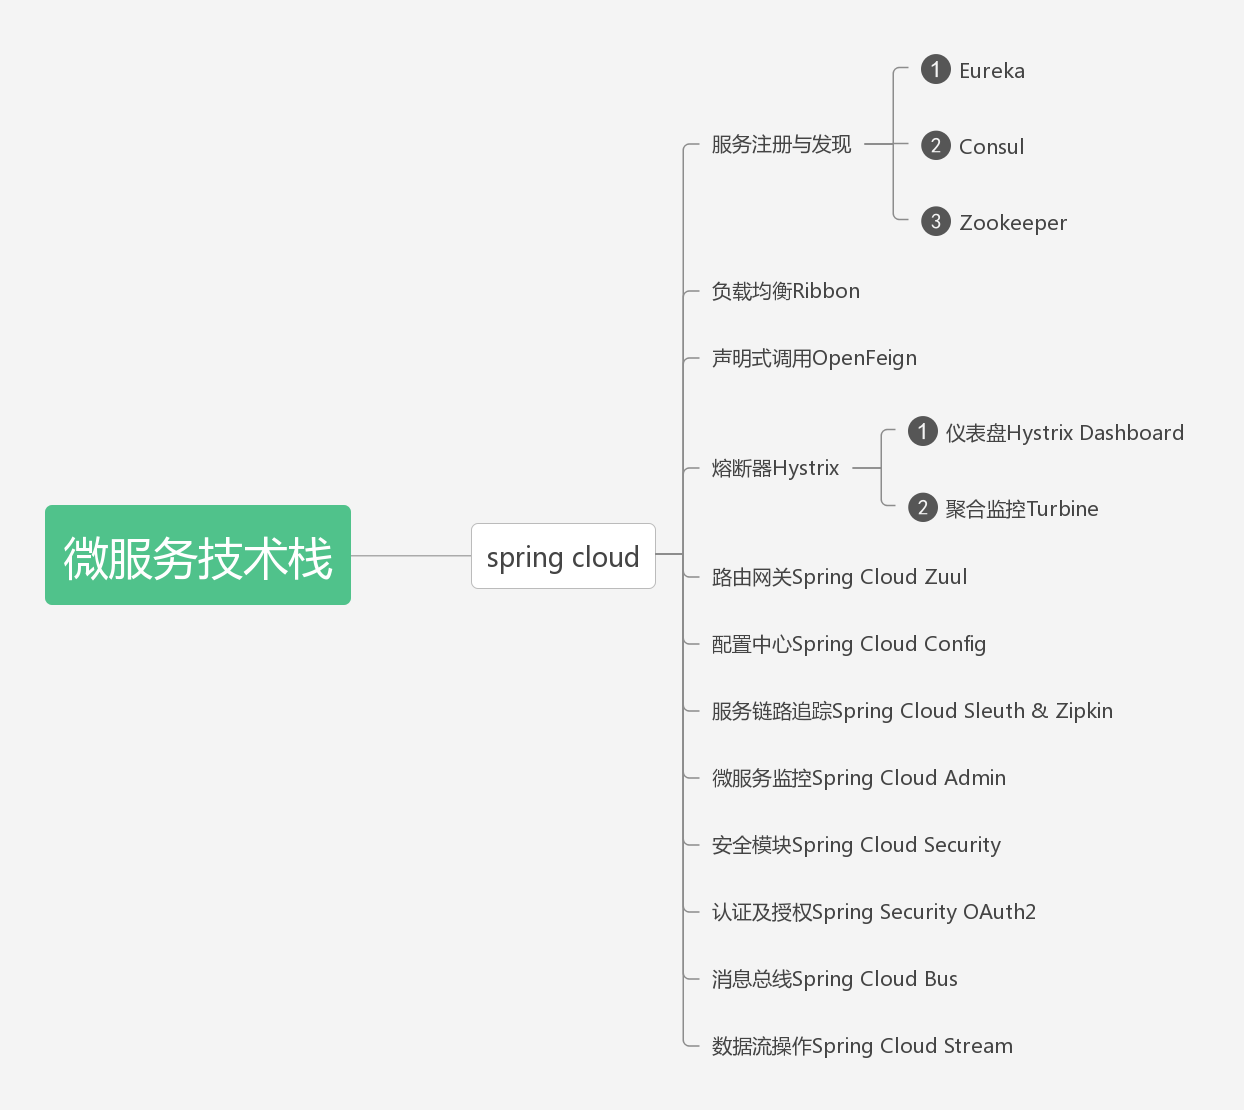 微服务技术栈
spring cloud
服务注册与发现
1 Eureka
2 Consul
3 Zookeeper
负载均衡Ribbon
声明式调用OpenFeign
熔断器Hystrix
1 仪表盘Hystrix Dashboard
2 聚合监控Turbine
路由网关Spring Cloud Zuul
配置中心Spring Cloud Config
服务链路追踪Spring Cloud Sleuth & Zipkin
微服务监控Spring Cloud Admin
安全模块Spring Cloud Security
认证及授权Spring Security OAuth2
消息总线Spring Cloud Bus
数据流操作Spring Cloud Stream